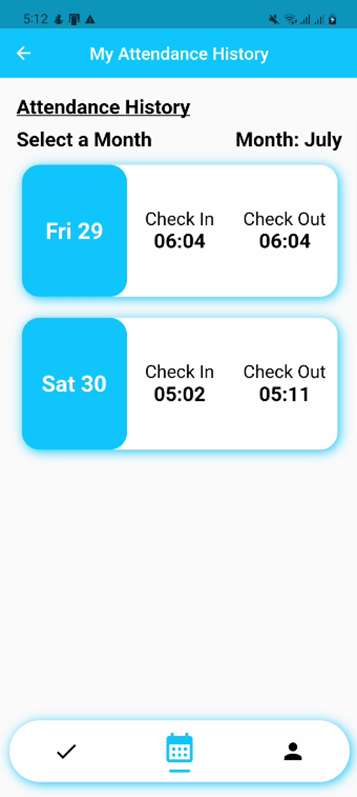 5:12
My Attendance History
Attendance History
Select a Month Month: July
Fri 29
Check In Check Out
06:04 06:04
Sat 30
Check In Check Out
05:02 05:11